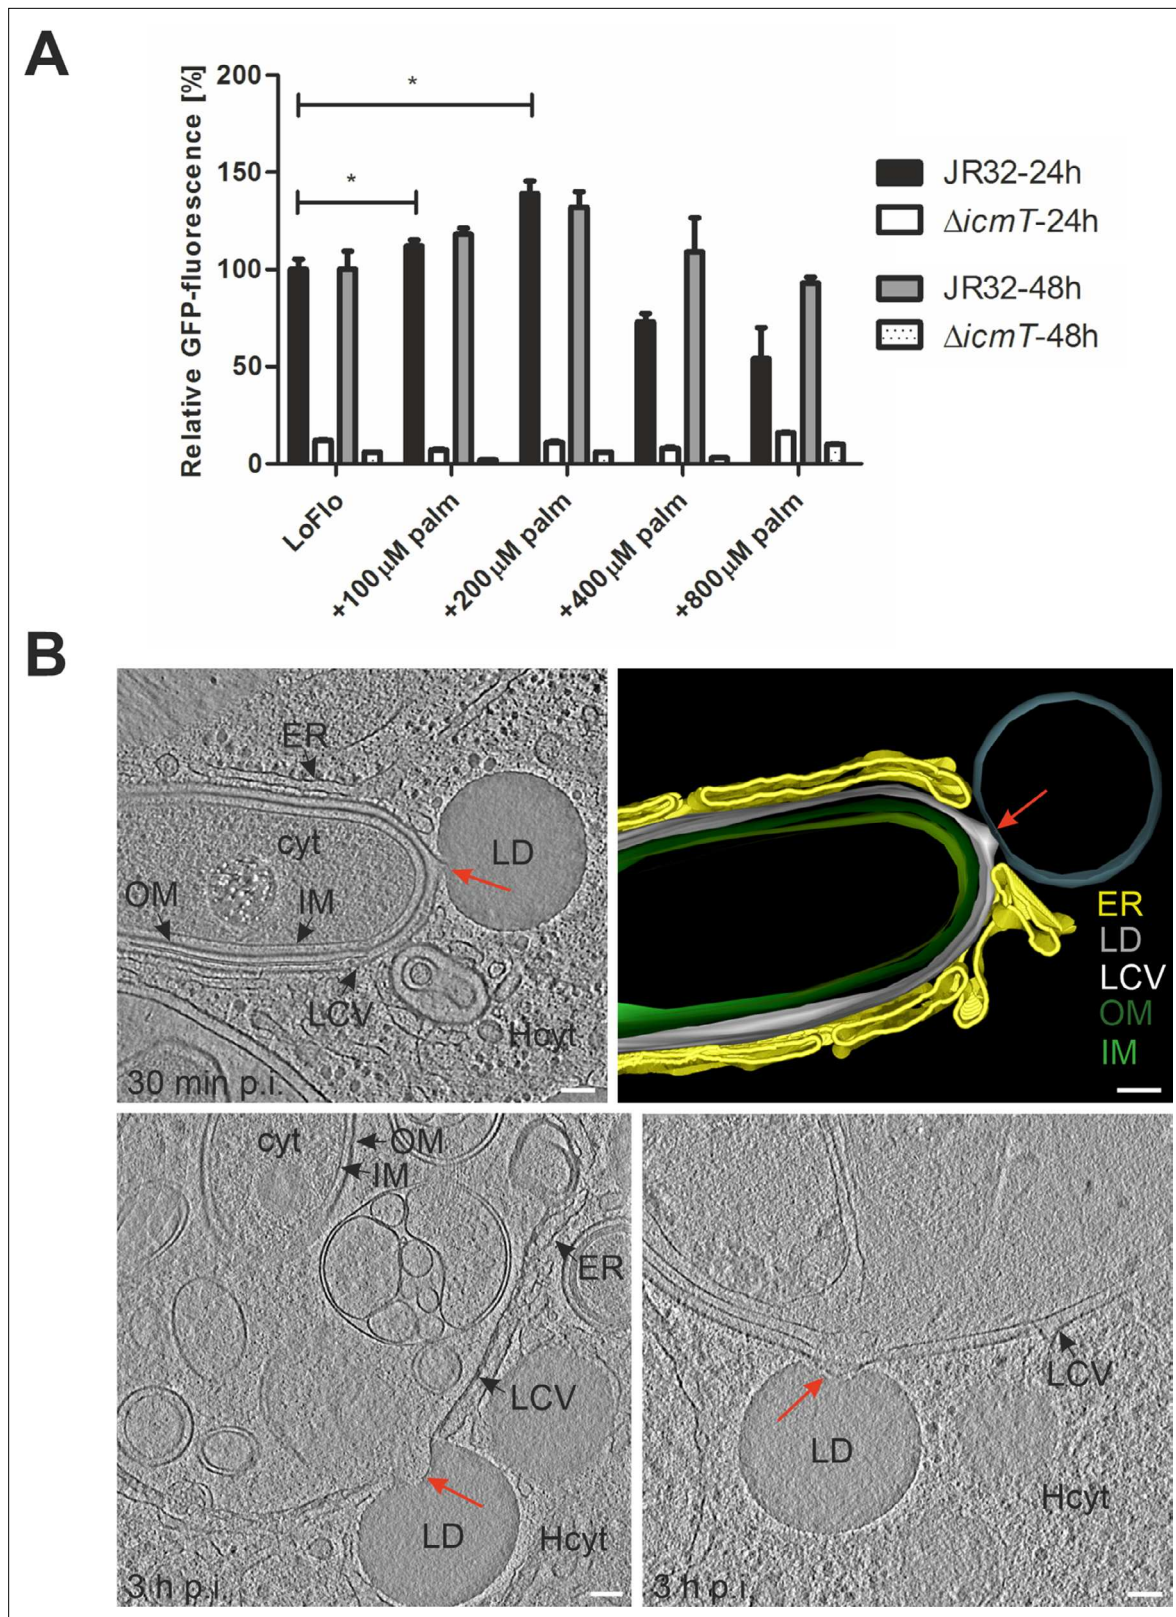 A
Relative GFP-fluorescence [%]
200
150
100
50
0
*
*
JR32-24h
ΔicmT-24h
JR32-48h
ΔicmT-48h
LoFlo
+100μM palm
+200μM palm
+400μM palm
+800μM palm
B
ER
cyt
LD
OM
IM
LCV
Hcyt
30 min p.i.
ER
LD
LCV
OM
IM
cyt
OM
IM
ER
LCV
LD
Hcyt
3 h p.i.
LCV
LD
Hcyt
3 h p.i.